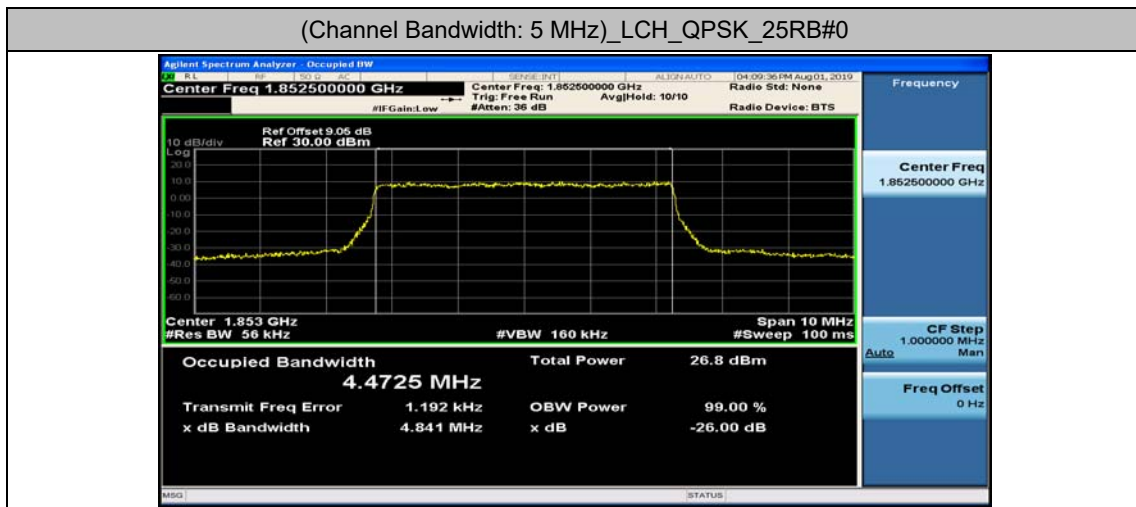 (Channel Bandwidth: 5 MHz)_LCH_QPSK_25RB#0
Agilent Spectrum Analyzer - Occupied BW
RL RF 50 Ω AC SENSE:INT ALIGN AUTO 04:09:36 PM Aug 01, 2019
Center Freq 1.852500000 GHz
Center Freq: 1.852500000 GHz
Radio Std: None
Trig: Free Run Avg|Hold: 10/10
#IFGain:Low #Atten: 36 dB Radio Device: BTS
Ref Offset 9.05 dB
10 dB/div Ref 30.00 dBm
Log
20.0
10.0
0.00
-10.0
-20.0
-30.0
-40.0
-50.0
-60.0
Center 1.853 GHz Span 10 MHz
#Res BW 56 kHz #VBW 160 kHz #Sweep 100 ms
Occupied Bandwidth Total Power 26.8 dBm
4.4725 MHz
Transmit Freq Error 1.192 kHz OBW Power 99.00 %
x dB Bandwidth 4.841 MHz x dB -26.00 dB
MSG STATUS
Frequency
Center Freq
1.852500000 GHz
CF Step
1.000000 MHz
Auto Man
Freq Offset
0 Hz